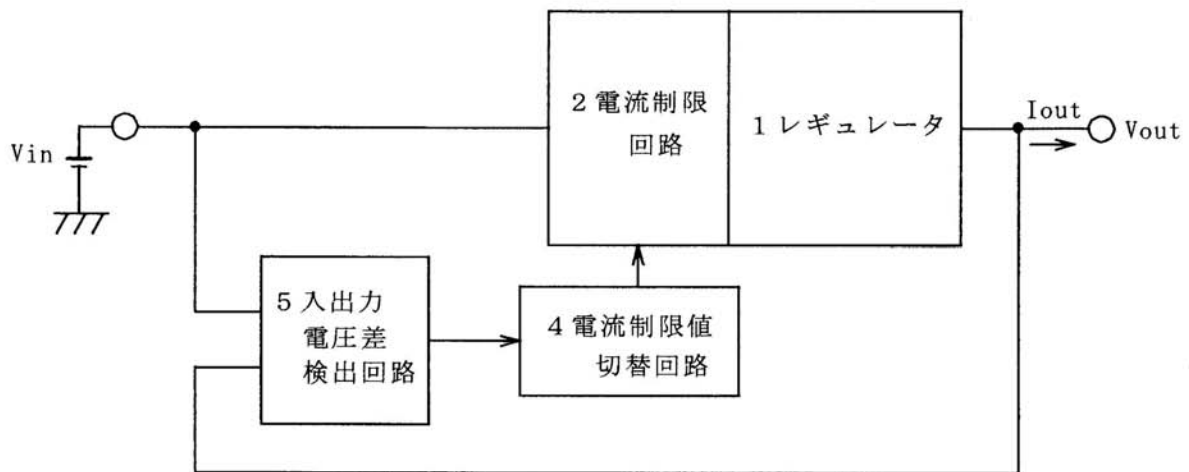 2電流制限
回路
1レギュレータ
Iout
Vout
Vin
5入出力
電圧差
検出回路
4電流制限値
切替回路